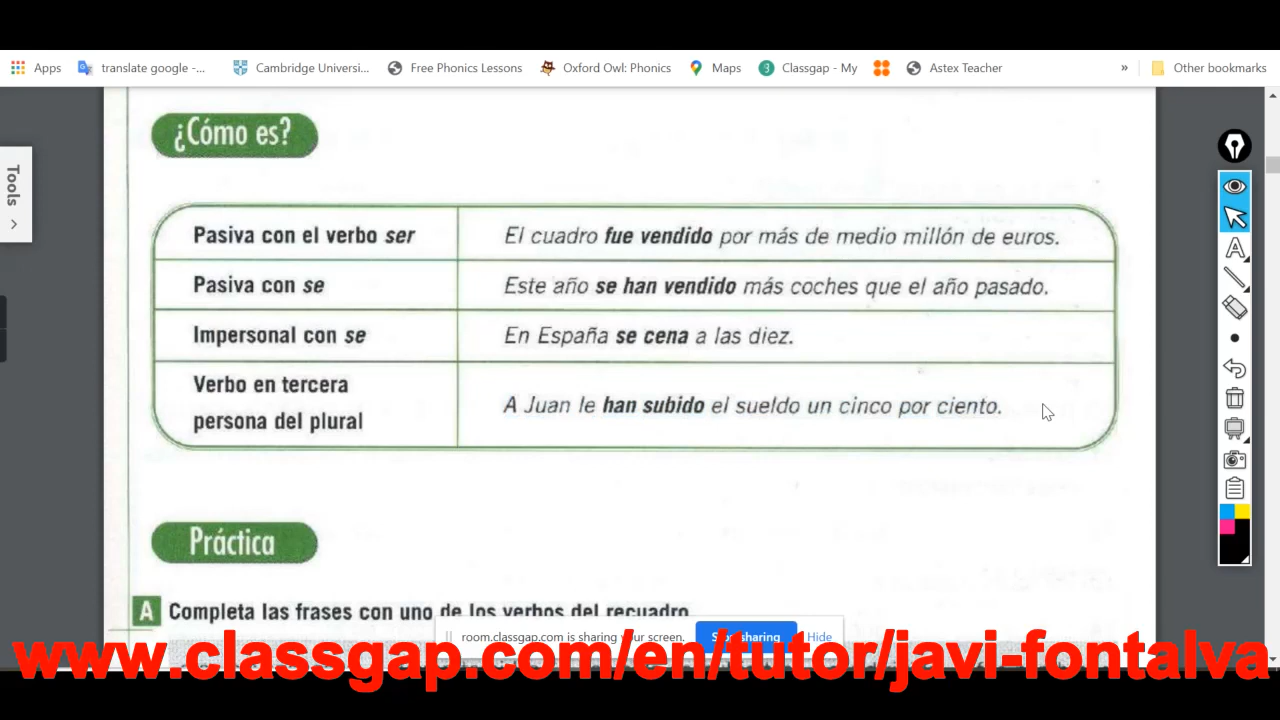 Apps translate google -... Cambridge Universi... Free Phonics Lessons Oxford Owl: Phonics Maps Classgap - My Astex Teacher » Other bookmarks
Tools
¿Cómo es?
Pasiva con el verbo ser El cuadro fue vendido por más de medio millón de euros.
Pasiva con se Este año se han vendido más coches que el año pasado.
Impersonal con se En España se cena a las diez.
Verbo en tercera
persona del plural A Juan le han subido el sueldo un cinco por ciento.
Práctica
A Completa las frases con uno de los verbos del recuadro.
room.classgap.com is sharing your screen. Stop sharing Hide
www.classgap.com/en/tutor/javi-fontalva